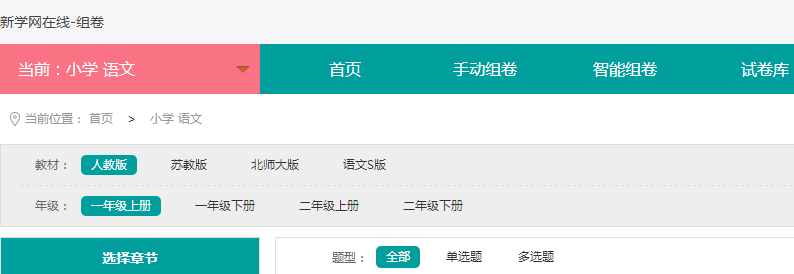 新学网在线-组卷
当前：小学 语文 首页 手动组卷 智能组卷 试卷库
当前位置： 首页 > 小学 语文
教材： 人教版 苏教版 北师大版 语文S版
年级： 一年级上册 一年级下册 二年级上册 二年级下册
选择章节 题型： 全部 单选题 多选题